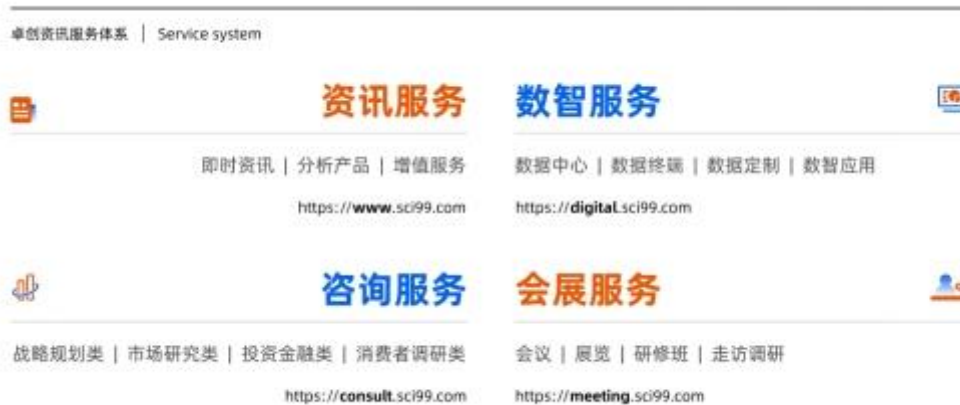 卓创资讯服务体系 | Service system
资讯服务
即时资讯 | 分析产品 | 增值服务
https://www.sci99.com
数智服务
数据中心 | 数据终端 | 数据定制 | 数智应用
https://digital.sci99.com
咨询服务
战略规划类 | 市场研究类 | 投资金融类 | 消费者调研类
https://consult.sci99.com
会展服务
会议 | 展览 | 研修班 | 走访调研
https://meeting.sci99.com